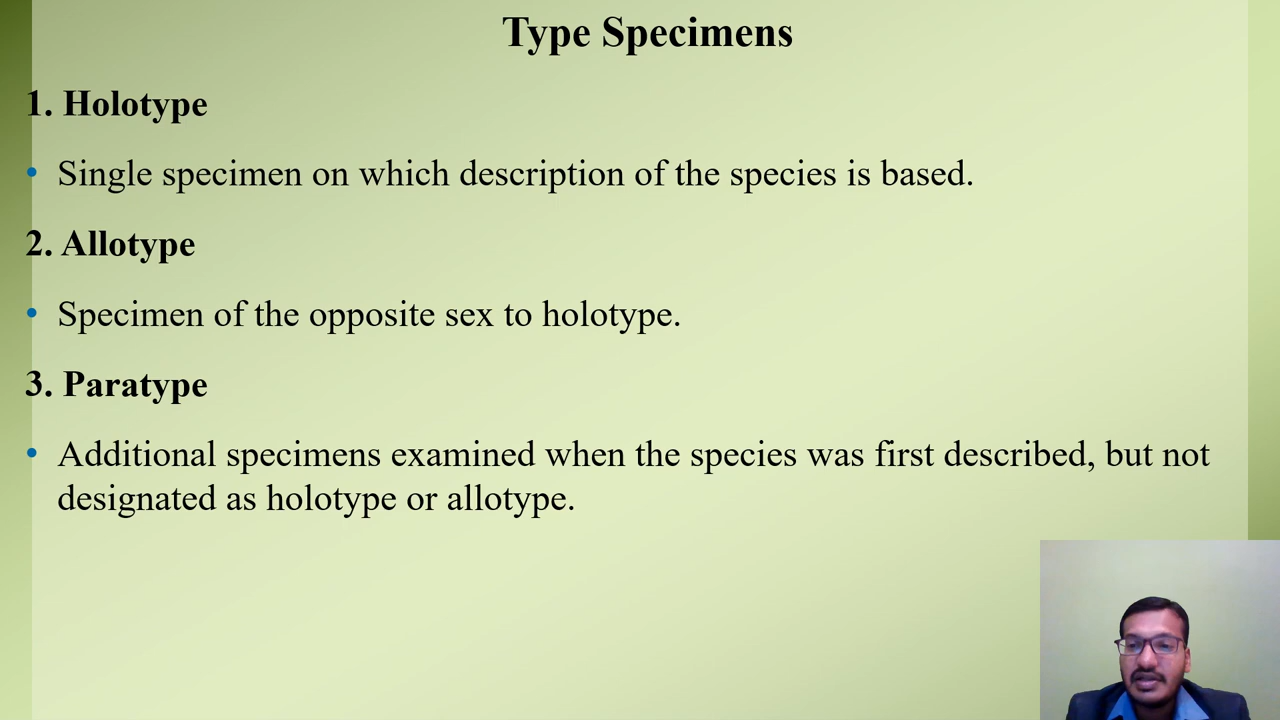 Type Specimens
1. Holotype
• Single specimen on which description of the species is based.
2. Allotype
• Specimen of the opposite sex to holotype.
3. Paratype
• Additional specimens examined when the species was first described, but not
designated as holotype or allotype.